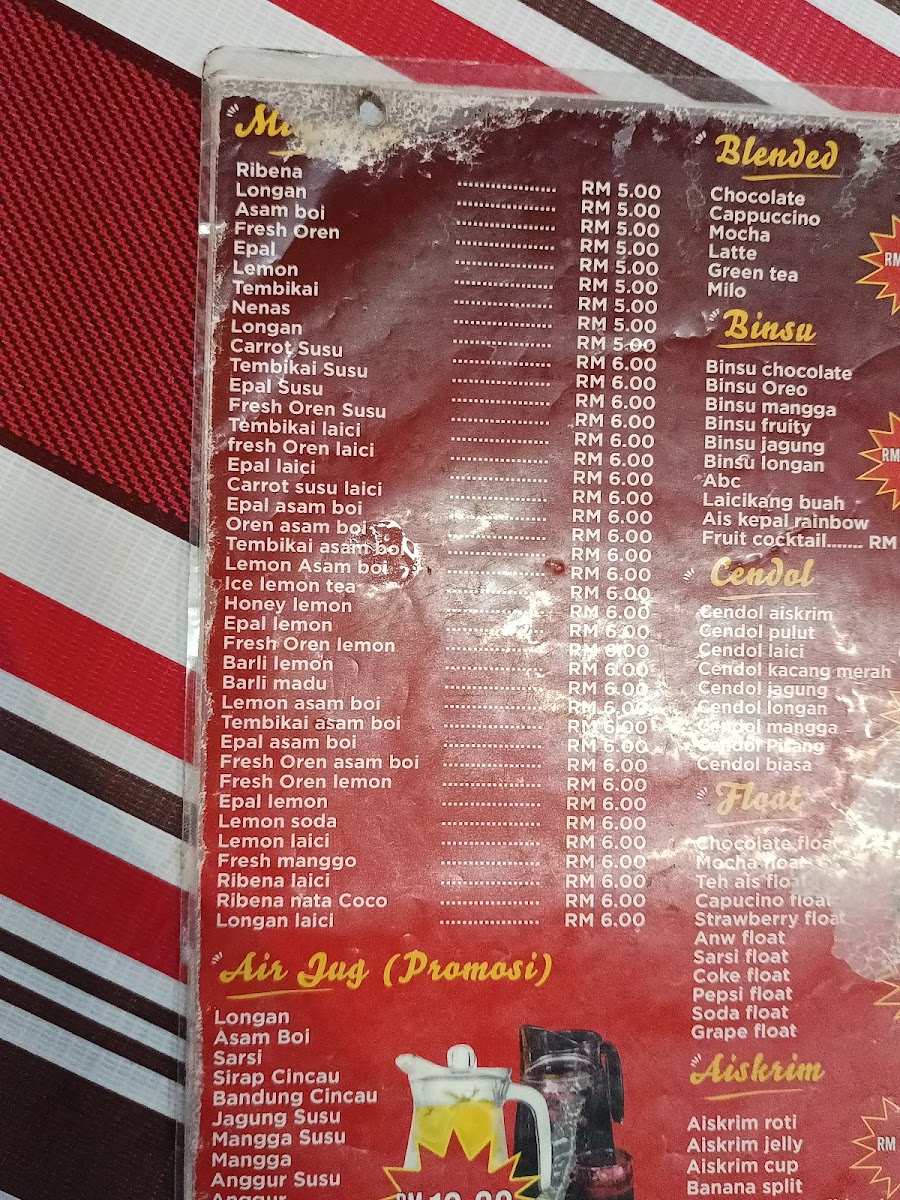 Ribena ........ RM 5.00
Longan ........ RM 5.00
Asam boi ........ RM 5.00
Fresh Oren ........ RM 5.00
Epal ........ RM 5.00
Lemon ........ RM 5.00
Tembikai ........ RM 5.00
Nenas ........ RM 5.00
Longan ........ RM 5.00
Carrot Susu ........ RM 6.00
Tembikai Susu ........ RM 6.00
Epal Susu ........ RM 6.00
Fresh Oren Susu ........ RM 6.00
Tembikai laici ........ RM 6.00
fresh Oren laici ........ RM 6.00
Epal laici ........ RM 6.00
Carrot susu laici ........ RM 6.00
Epal asam boi ........ RM 6.00
Oren asam boi ........ RM 6.00
Tembikai asam boi ........ RM 6.00
Lemon Asam boi ........ RM 6.00
Ice lemon tea ........ RM 6.00
Honey lemon ........ RM 6.00
Epal lemon ........ RM 6.00
Fresh Oren lemon ........ RM 6.00
Barli lemon ........ RM 6.00
Barli madu ........ RM 6.00
Lemon asam boi ........ RM 6.00
Tembikai asam boi ........ RM 6.00
Epal asam boi ........ RM 6.00
Fresh Oren asam boi ........ RM 6.00
Fresh Oren lemon ........ RM 6.00
Epal lemon ........ RM 6.00
Lemon soda ........ RM 6.00
Lemon laici ........ RM 6.00
Fresh manggo ........ RM 6.00
Ribena laici ........ RM 6.00
Ribena nata Coco ........ RM 6.00
Longan laici ........ RM 6.00
Air Jug (Promosi)
Longan
Asam Boi
Sarsi
Sirap Cincau
Bandung Cincau
Jagung Susu
Mangga Susu
Mangga
Anggur Susu
Anggur
RM
Blended
Chocolate
Cappuccino
Mocha
Latte
Green tea
Milo
RM
Binsu
Binsu chocolate
Binsu Oreo
Binsu mangga
Binsu fruity
Binsu jagung
Binsu longan
Abc
Laicikang buah
Ais kepal rainbow
Fruit cocktail....... RM
RM
Cendol
Cendol aiskrim
Cendol pulut
Cendol laici
Cendol kacang merah
Cendol jagung
Cendol longan
Cendol mangga
Cendol Pisang
Cendol biasa
Float
Chocolate float
Mocha float
Teh ais float
Capucino float
Strawberry float
Anw float
Sarsi float
Coke float
Pepsi float
Soda float
Grape float
Aiskrim
Aiskrim roti
Aiskrim jelly
Aiskrim cup
Banana split
RM